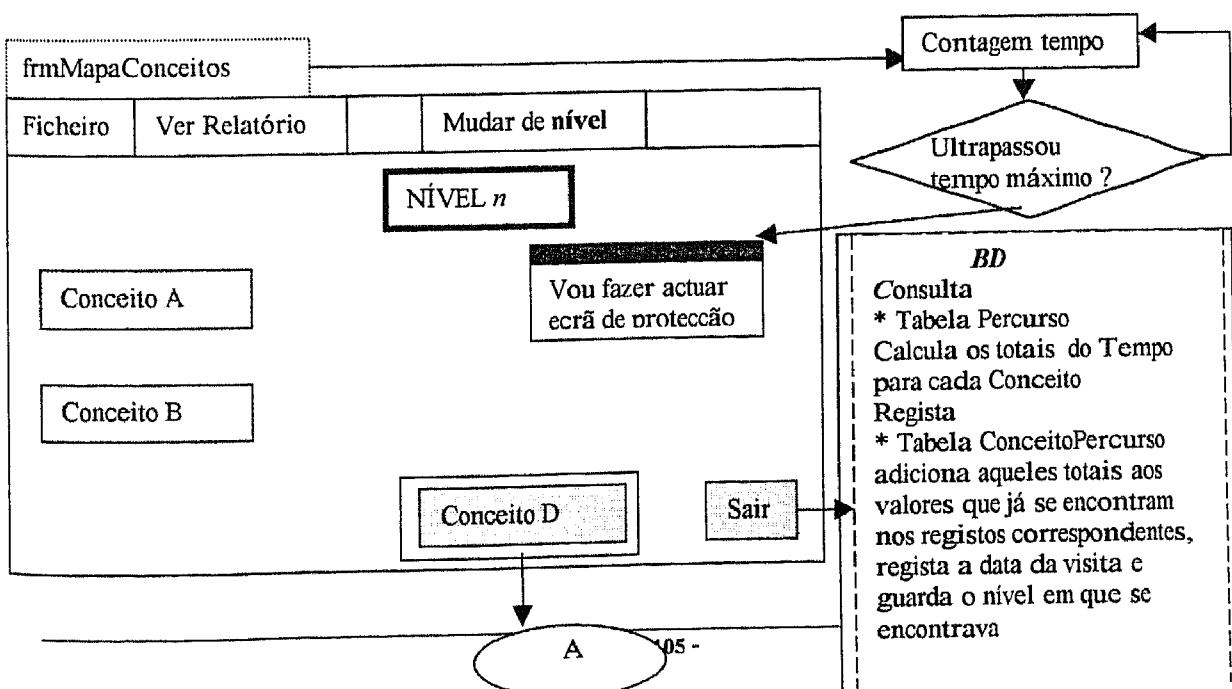 Contagem tempo
frmMapaConceitos
Ficheiro Ver Relatório Mudar de nível
Ultrapassou
tempo máximo ?
NÍVEL n
Vou fazer actuar
ecrã de protecção
Conceito A
Conceito B
Conceito D
Sair
BD
Consulta
* Tabela Percurso
Calcula os totais do Tempo
para cada Conceito
Regista
* Tabela ConceitoPercurso
adiciona aqueles totais aos
valores que já se encontram
nos registos correspondentes,
regista a data da visita e
guarda o nível em que se
encontrava
A
105 -